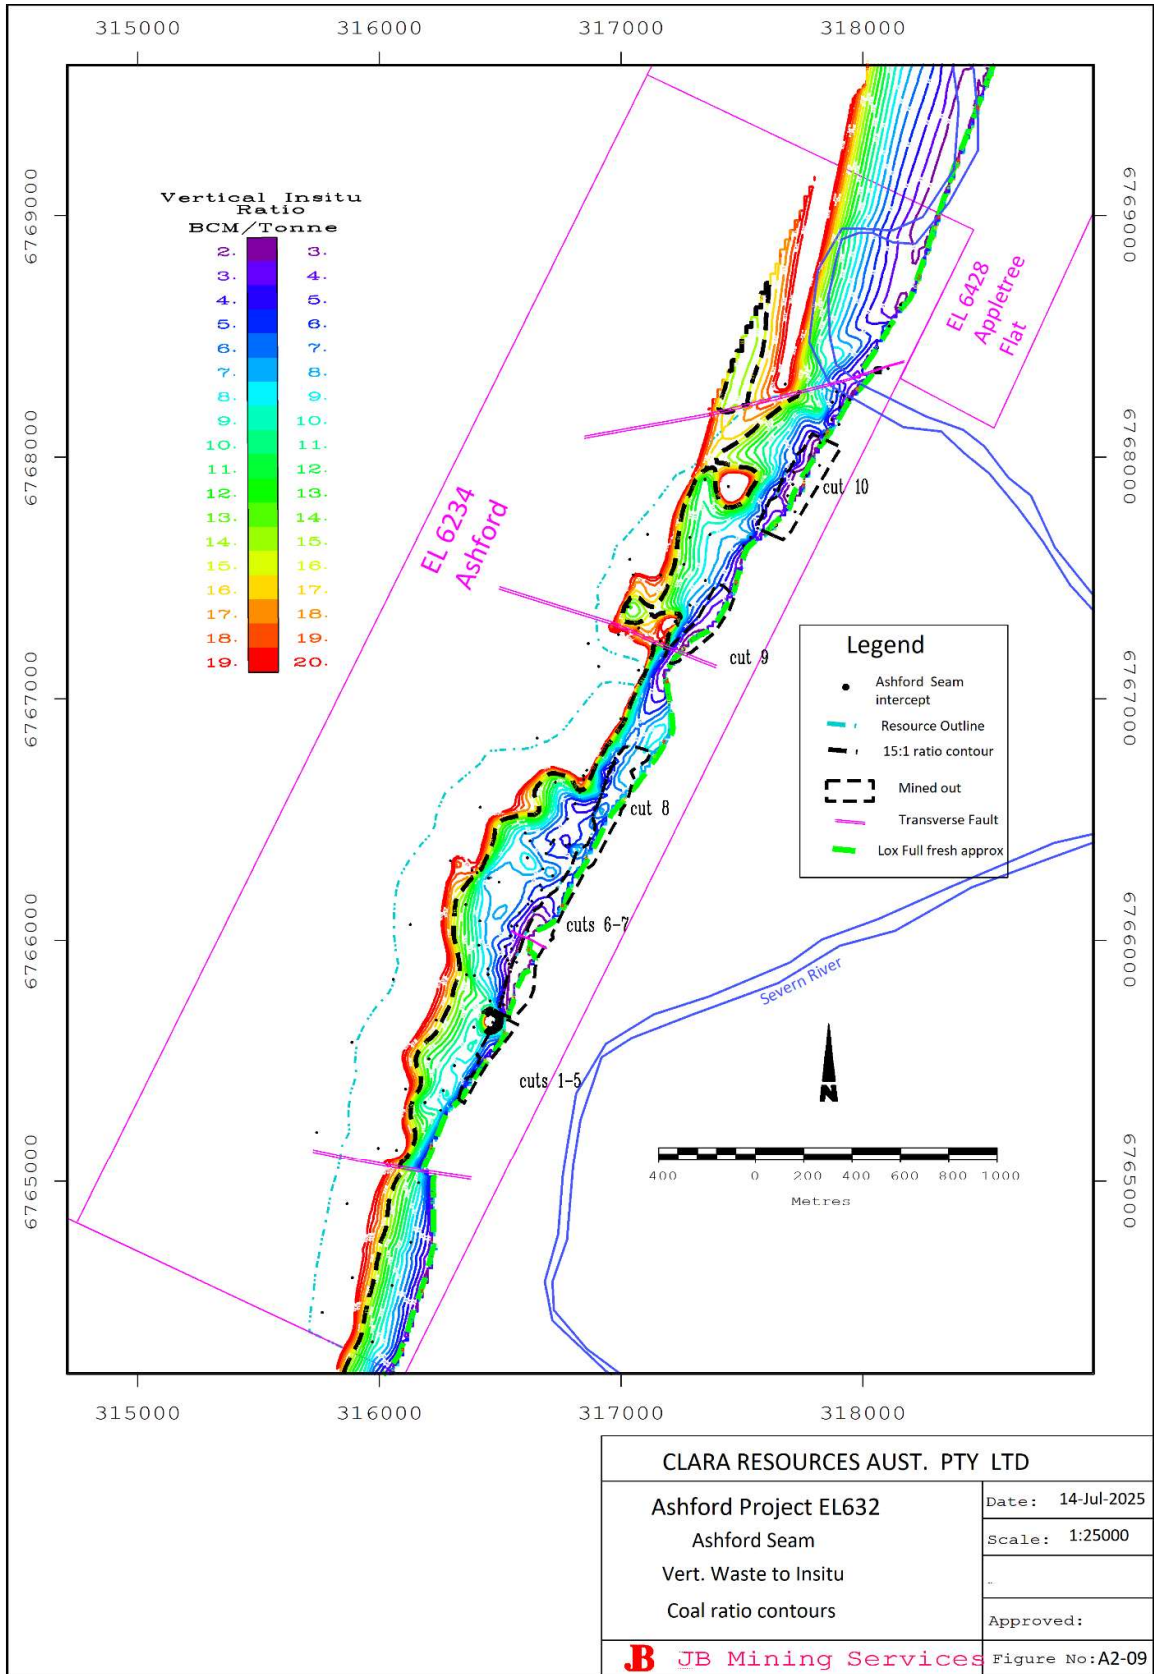 315000 316000 317000 318000
6769000
6768000
6767000
6766000
6765000
6769000
6768000
6767000
6766000
6765000
Vertical Insitu
Ratio
BCM/Tonne
2. 3.
3. 4.
4. 5.
5. 6.
6. 7.
7. 8.
8. 9.
9. 10.
10. 11.
11. 12.
12. 13.
13. 14.
14. 15.
15. 16.
16. 17.
17. 18.
18. 19.
19. 20.
EL 6428
Appletree
Flat
EL 6234
Ashford
cut 10
cut 9
cut 8
cuts 6-7
cuts 1-5
Severn River
Legend
Ashford Seam
intercept
Resource Outline
15:1 ratio contour
Mined out
Transverse Fault
Lox Full fresh approx
N
400 0 200 400 600 800 1000
Metres
315000 316000 317000 318000
CLARA RESOURCES AUST. PTY LTD
Ashford Project EL632
Ashford Seam
Vert. Waste to Insitu
Coal ratio contours
Date: 14-Jul-2025
Scale: 1:25000
Approved:
JB JB Mining Services
Figure No: A2-09